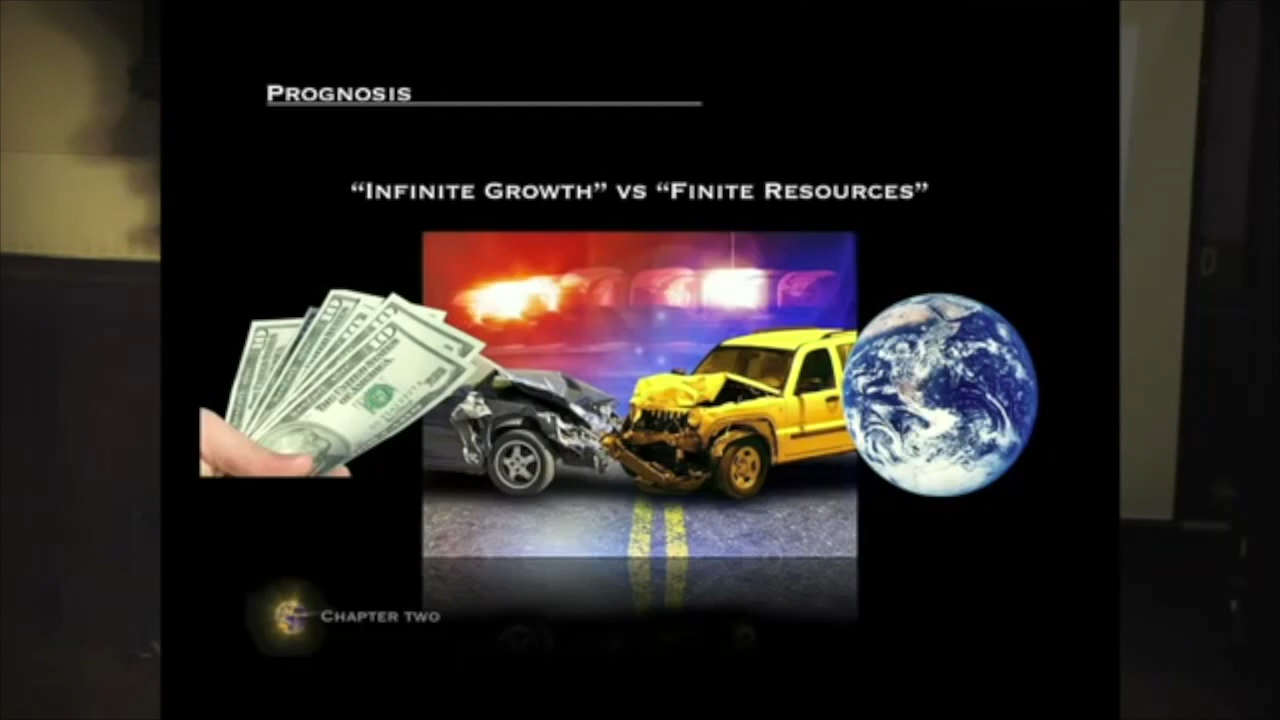 Prognosis
“Infinite Growth” vs “Finite Resources”
Chapter two